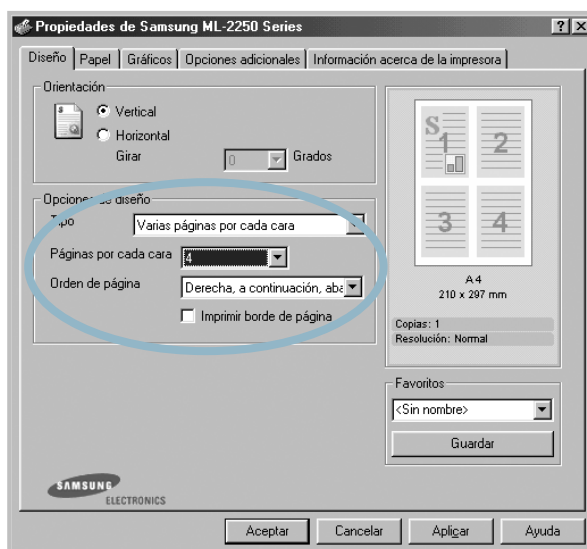 Propiedades de Samsung ML-2250 Series
Diseño Papel Gráficos Opciones adicionales Información acerca de la impresora
Orientación
S
Vertical
Horizontal
Girar 0 Grados
Opciones de diseño
Tipo Varias páginas por cada cara
Páginas por cada cara 4
Orden de página Derecha, a continuación, aba
Imprimir borde de página
S
1 2
3 4
A4
210 x 297 mm
Copias: 1
Resolución: Normal
Favoritos
<Sin nombre>
Guardar
SAMSUNG
ELECTRONICS
Aceptar Cancelar Aplicar Ayuda